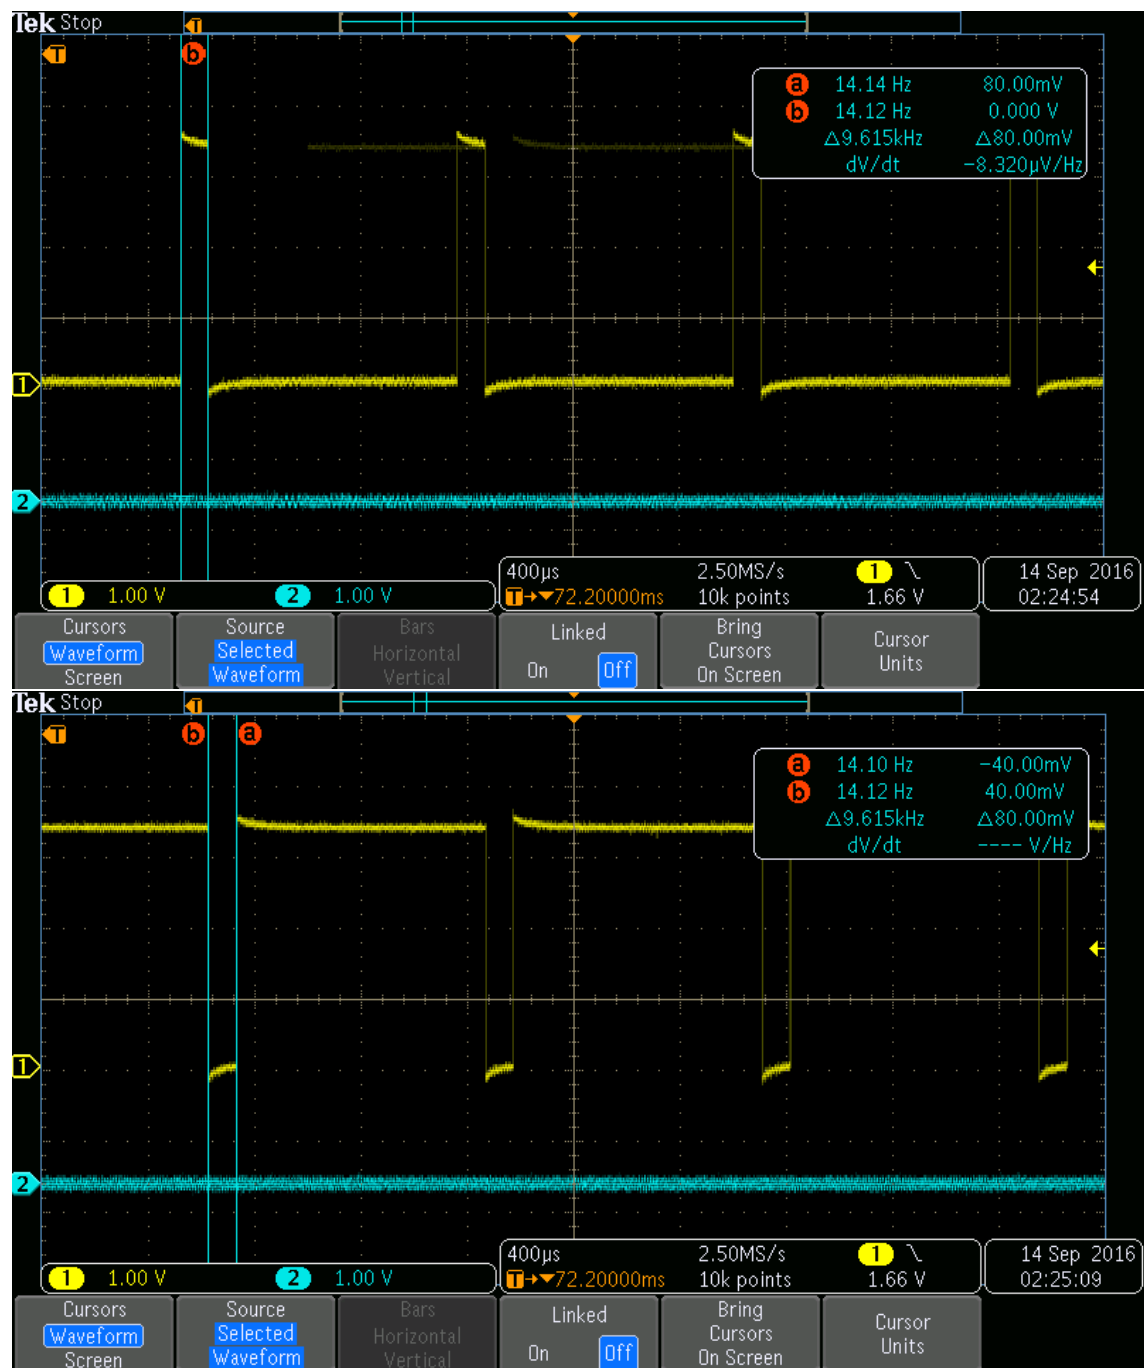 Tek Stop
T
T
b
a 14.14 Hz 80.00mV
b 14.12 Hz 0.000 V
△9.615kHz △80.00mV
dV/dt −8.320µV/Hz
1
2
1 1.00 V 2 1.00 V
400µs 2.50MS/s 1 \
T→▼72.20000ms 10k points 1.66 V
14 Sep 2016
02:24:54
Cursors
Waveform
Screen
Source
Selected
Waveform
Bars
Horizontal
Vertical
Linked
On Off
Bring
Cursors
On Screen
Cursor
Units
Tek Stop
T
T
b a
a 14.10 Hz −40.00mV
b 14.12 Hz 40.00mV
△9.615kHz △80.00mV
dV/dt ---- V/Hz
1
2
1 1.00 V 2 1.00 V
400µs 2.50MS/s 1 \
T→▼72.20000ms 10k points 1.66 V
14 Sep 2016
02:25:09
Cursors
Waveform
Screen
Source
Selected
Waveform
Bars
Horizontal
Vertical
Linked
On Off
Bring
Cursors
On Screen
Cursor
Units